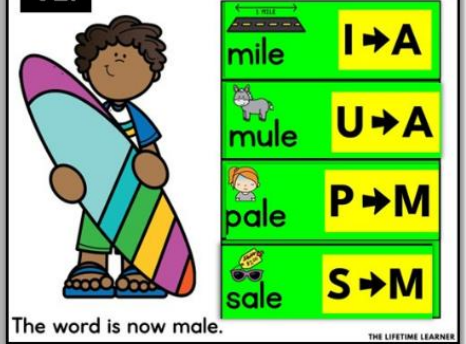 1 MILE
mile
I➜A
mule
U➜A
pale
P➜M
sale
S➜M
The word is now male.
THE LIFETIME LEARNER